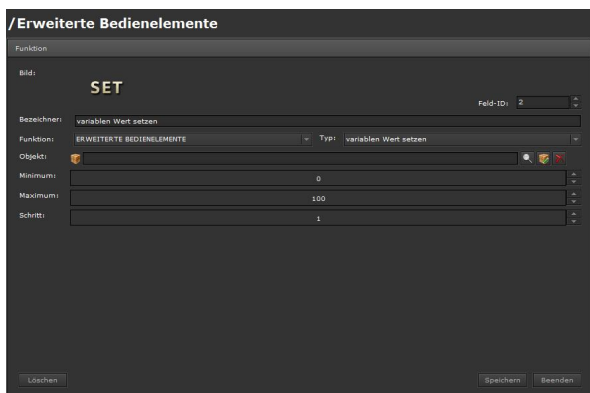 /Erweiterte Bedienelemente
Funktion
Bild:
SET
Feld-ID: 2
Bezeichner: variablen Wert setzen
Funktion: ERWEITERTE BEDIENELEMENTE Typ: variablen Wert setzen
Objekt:
Minimum: 0
Maximum: 100
Schritt: 1
Löschen Speichern Beenden